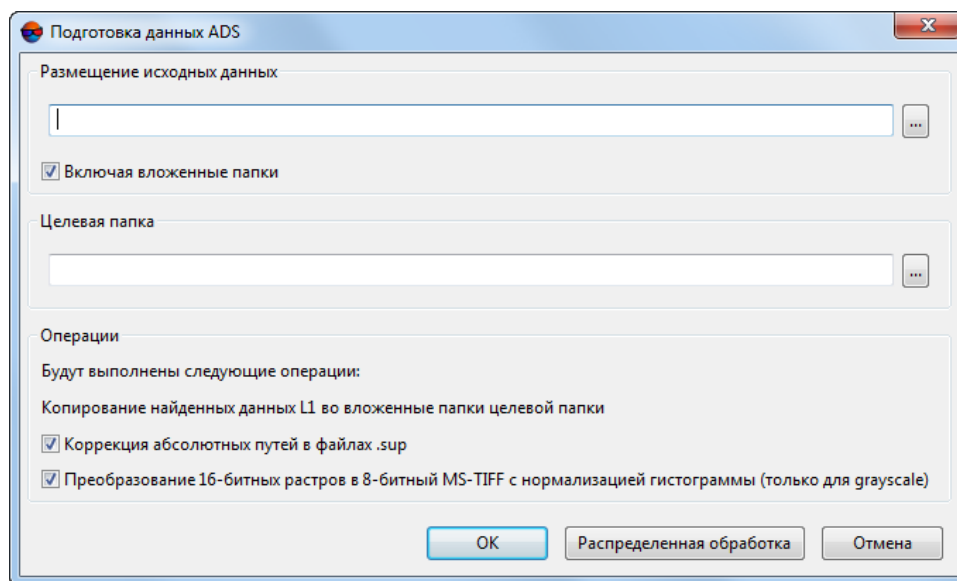 Подготовка данных ADS
Размещение исходных данных
...
Включая вложенные папки
Целевая папка
...
Операции
Будут выполнены следующие операции:
Копирование найденных данных L1 во вложенные папки целевой папки
Коррекция абсолютных путей в файлах .sup
Преобразование 16-битных растров в 8-битный MS-TIFF с нормализацией гистограммы (только для grayscale)
OK Распределенная обработка Отмена